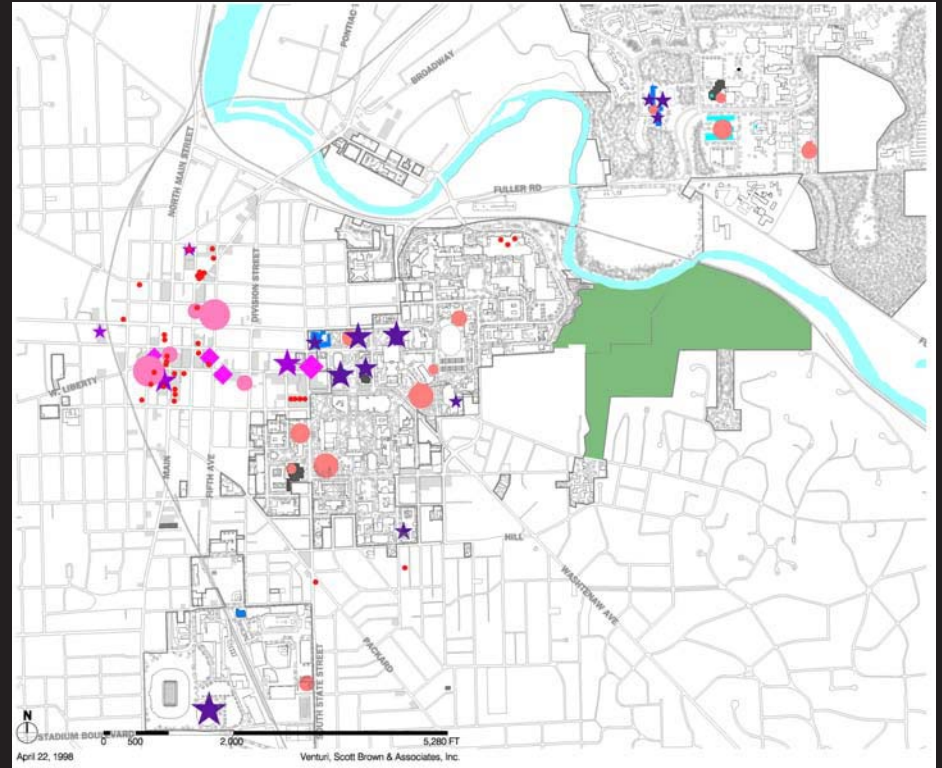 PONTIAC
BROADWAY
NORTH MAIN STREET
FULLER RD
DIVISION STREET
W. LIBERTY
MAIN
FIFTH AVE
HILL
WASHTENAW AVE
PACKARD
SOUTH STATE STREET
N
STADIUM BOULEVARD
0 500 2,000 5,280 FT
April 22, 1998 Venturi, Scott Brown & Associates, Inc.